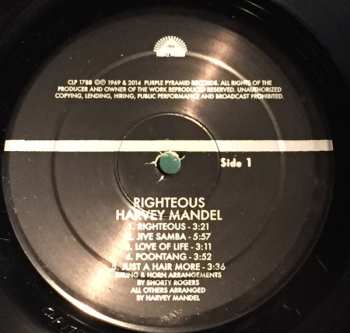 CLP 1788 ©℗ 1969 & 2014 PURPLE PYRAMID RECORDS. ALL RIGHTS OF THE
PRODUCER AND OWNER OF THE WORK REPRODUCED RESERVED. UNAUTHORIZED
COPYING, LENDING, HIRING, PUBLIC PERFORMANCE AND BROADCAST PROHIBITED.
Side 1
RIGHTEOUS
HARVEY MANDEL
1. RIGHTEOUS - 3:21
2. JIVE SAMBA - 5:57
3. LOVE OF LIFE - 3:11
4. POONTANG - 3:52
5. JUST A HAIR MORE - 3:36
STRING & HORN ARRANGEMENTS
BY SHORTY ROGERS
ALL OTHERS ARRANGED
BY HARVEY MANDEL